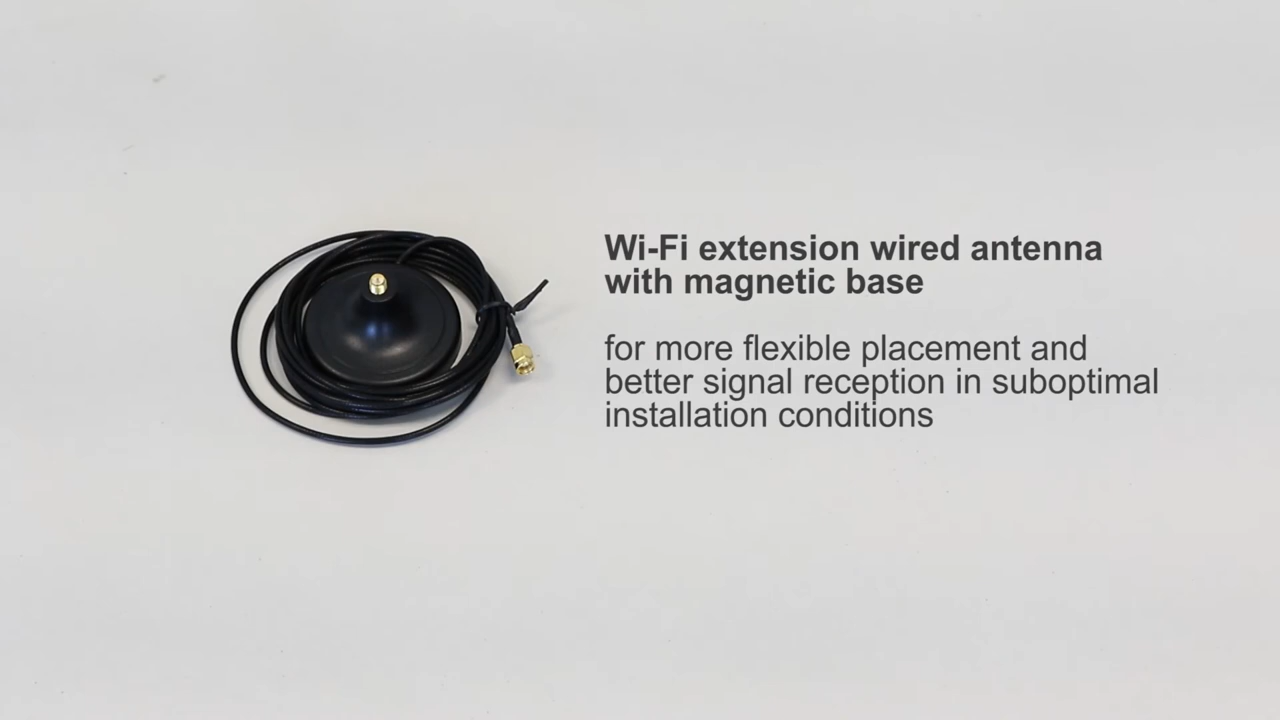 Wi-Fi extension wired antenna
with magnetic base
for more flexible placement and
better signal reception in suboptimal
installation conditions